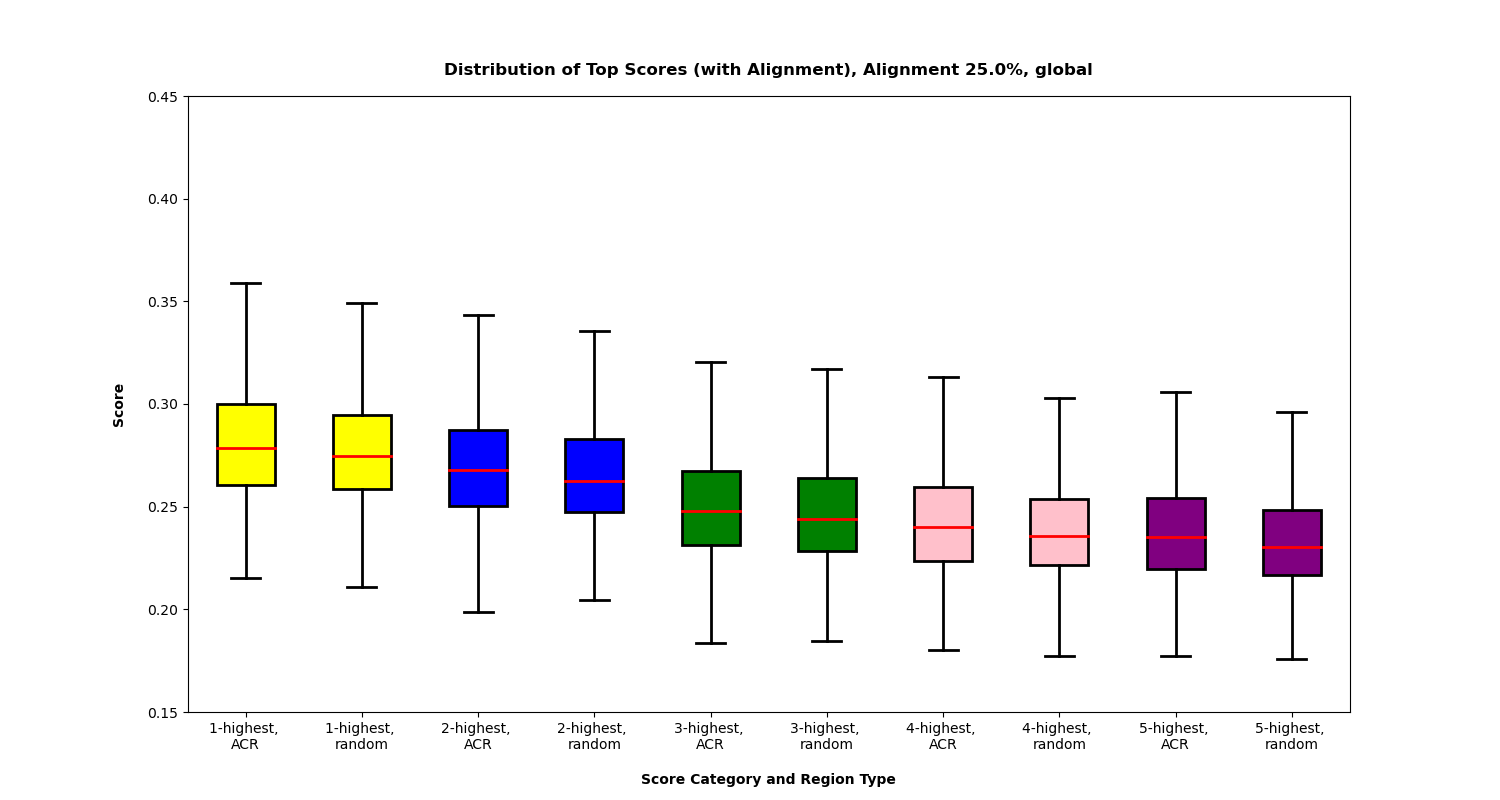 Distribution of Top Scores (with Alignment), Alignment 25.0%, global
0.45
0.40
0.35
0.30
0.25
0.20
0.15
Score
1-highest,
ACR
1-highest,
random
2-highest,
ACR
2-highest,
random
3-highest,
ACR
3-highest,
random
4-highest,
ACR
4-highest,
random
5-highest,
ACR
5-highest,
random
Score Category and Region Type